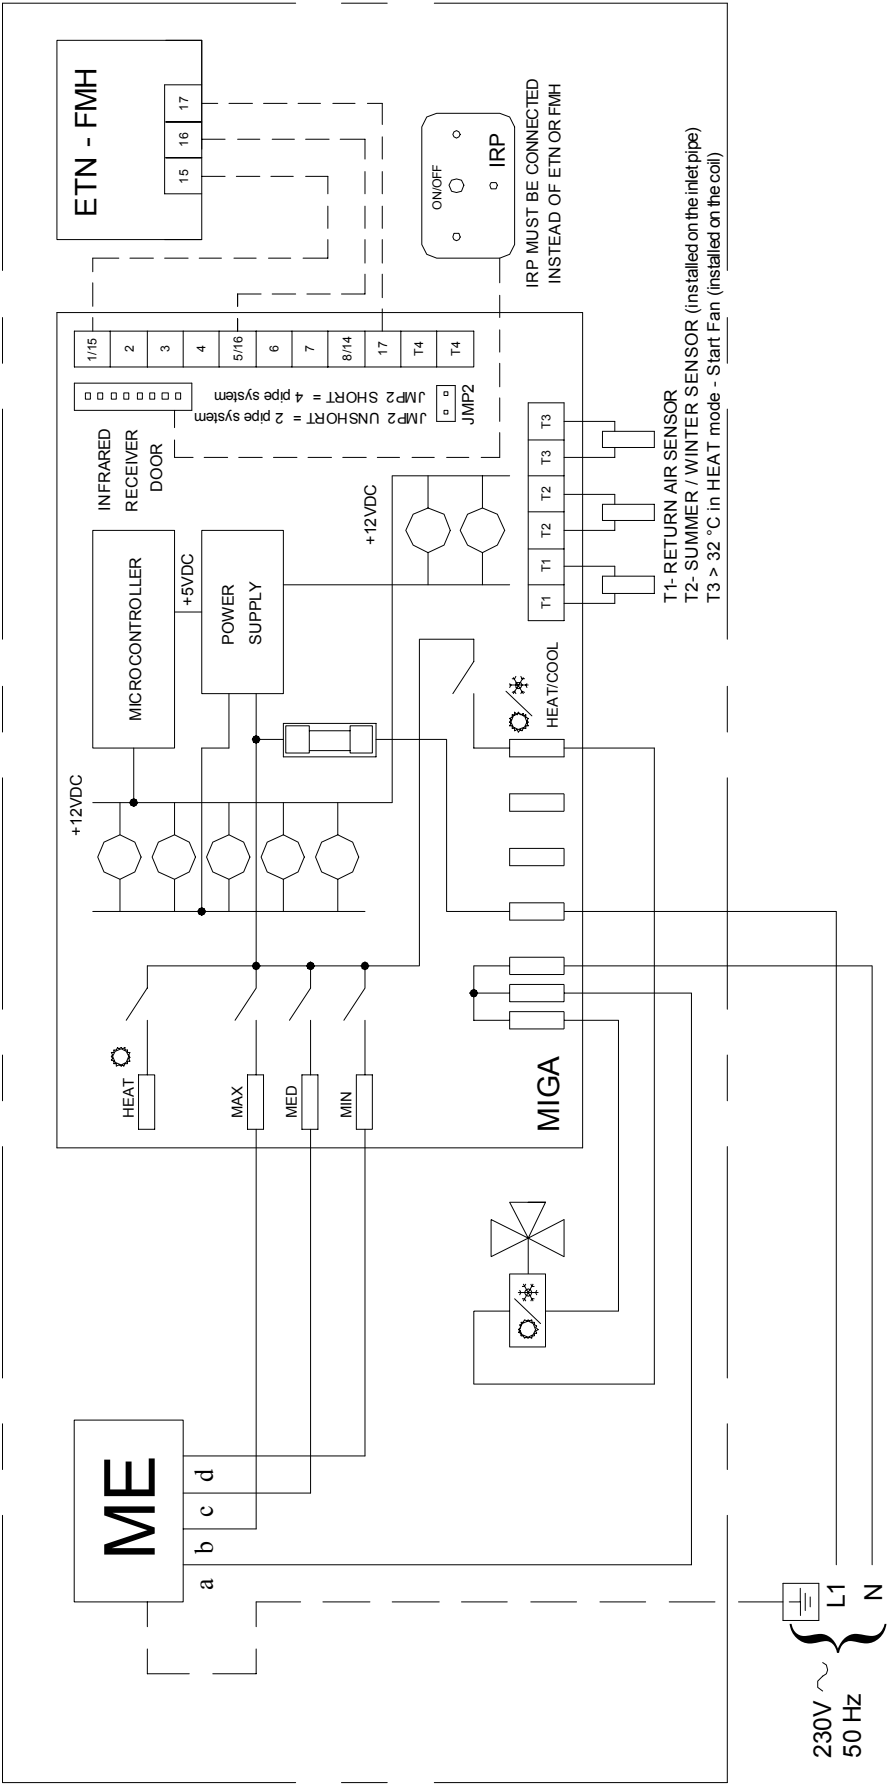 ETN - FMH
15
16
17
IRP MUST BE CONNECTED
INSTEAD OF ETN OR FMH
ON/OFF
IRP
1/15
2
3
4
5/16
6
7
8/14
17
T4
T4
INFRARED
RECEIVER
DOOR
JMP2 SHORT = 4 pipe system
JMP2 UNSHORT = 2 pipe system
JMP2
MICROCONTROLLER
+5VDC
POWER
SUPPLY
+12VDC
+12VDC
T1
T1
T2
T2
T3
T3
T1- RETURN AIR SENSOR
T2- SUMMER / WINTER SENSOR (installed on the inlet pipe)
T3 > 32 °C in HEAT mode - Start Fan (installed on the coil)
HEAT/COOL
HEAT
MAX
MED
MIN
MIGA
ME
a
b
c
d
230V ~
50 Hz
L1
N